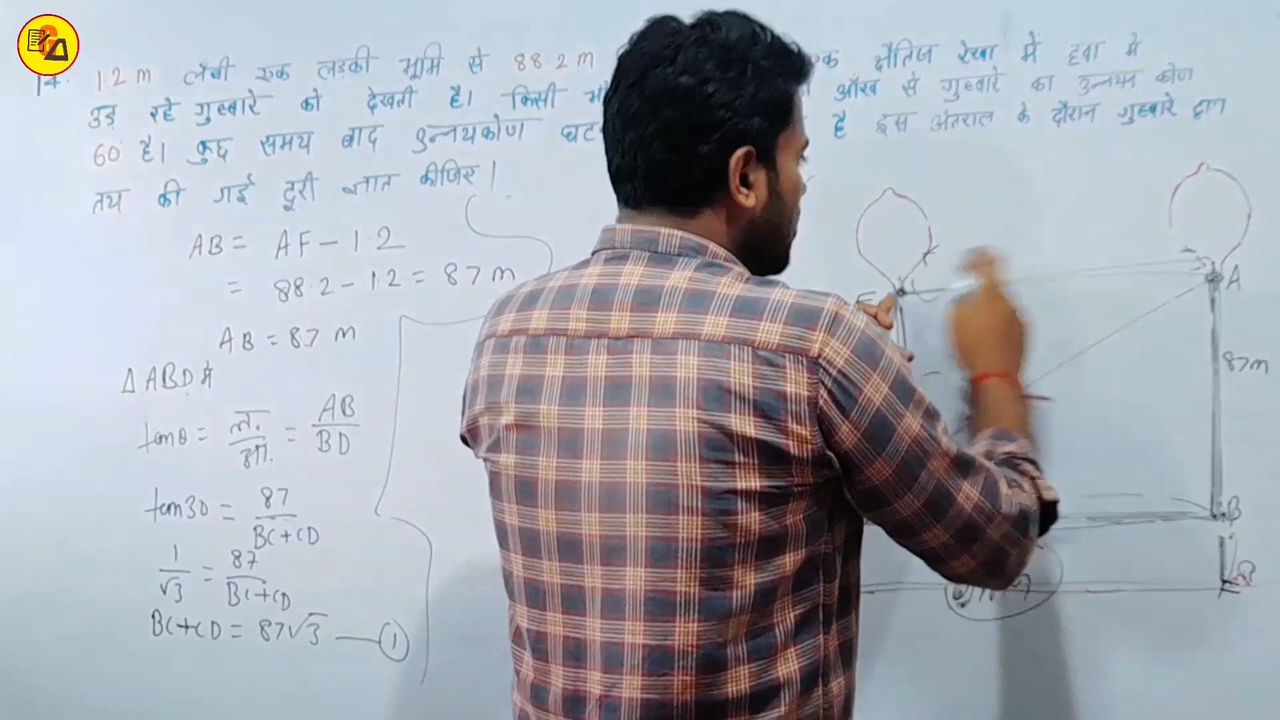 14. 1.2 m लंबी एक लड़की भूमि से 88.2 m क्षैतिज रेखा में हवा में
उड़ रहे गुब्बारे को देखती है। किसी आँख से गुब्बारे का उन्नयन कोण
60 है। कुछ समय बाद उन्नयकोण घट है इस अंतराल के दौरान गुब्बारे द्वारा
तय की गई दूरी ज्ञात कीजिए।
AB = AF - 1.2
= 88.2 - 1.2 = 87 m
AB = 87 m
Δ ABD में
tanθ = ल./आ. = AB/BD
tan30 = 87/BC+CD
1/√3 = 87/BC+CD
BC+CD = 87√3 — ①
A
87m
B